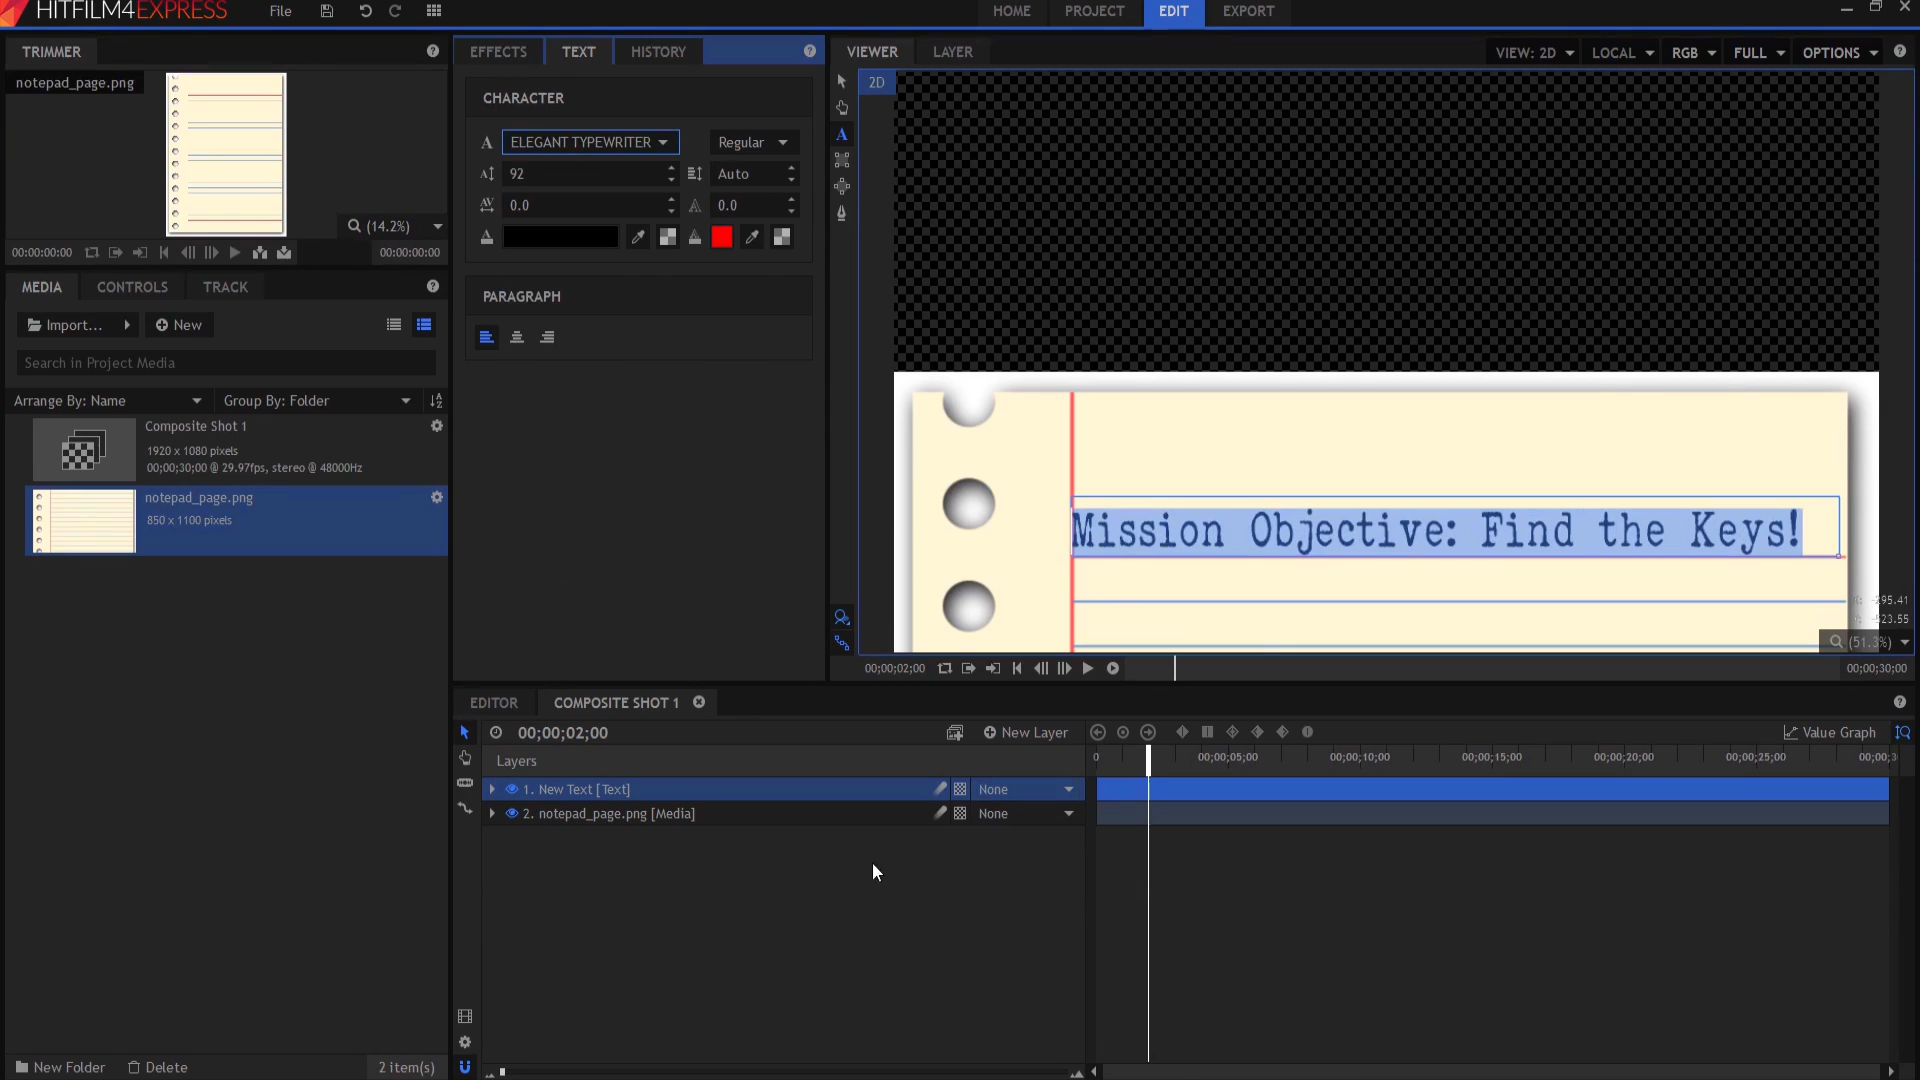 HITFILM4EXPRESS
File
HOME
PROJECT
EDIT
EXPORT
TRIMMER
notepad_page.png
(14.2%)
00:00:00:00
00:00:00:00
MEDIA
CONTROLS
TRACK
Import...
New
Search in Project Media
Arrange By: Name
Group By: Folder
Composite Shot 1
1920 x 1080 pixels
00;00;30;00 @ 29.97fps, stereo @ 48000Hz
notepad_page.png
850 x 1100 pixels
New Folder
Delete
2 item(s)
EFFECTS
TEXT
HISTORY
CHARACTER
ELEGANT TYPEWRITER
Regular
92
Auto
0.0
0.0
PARAGRAPH
VIEWER
LAYER
VIEW: 2D
LOCAL
RGB
FULL
OPTIONS
2D
Mission Objective: Find the Keys!
(51.3%)
00;00;02;00
00;00;30;00
EDITOR
COMPOSITE SHOT 1
00;00;02;00
New Layer
Value Graph
Layers
0
00;00;05;00
00;00;10;00
00;00;15;00
00;00;20;00
00;00;25;00
1. New Text [Text]
None
2. notepad_page.png [Media]
None